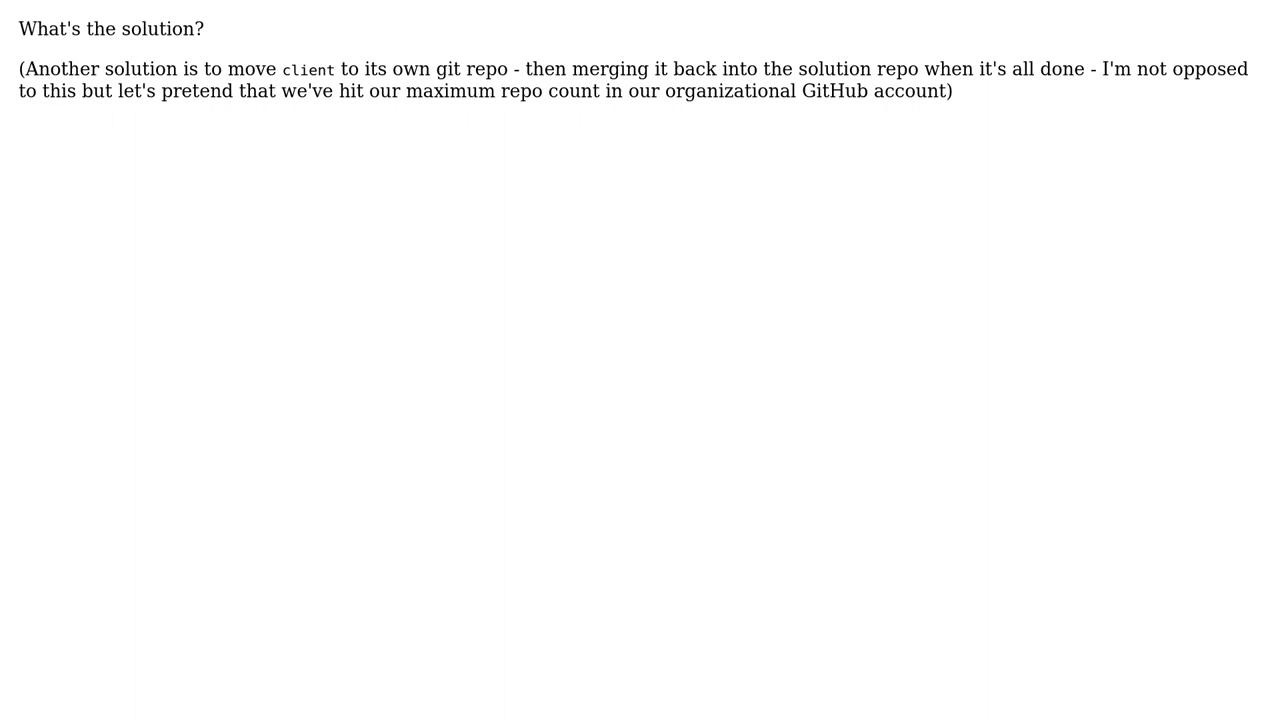 What's the solution?
(Another solution is to move client to its own git repo - then merging it back into the solution repo when it's all done - I'm not opposed
to this but let's pretend that we've hit our maximum repo count in our organizational GitHub account)